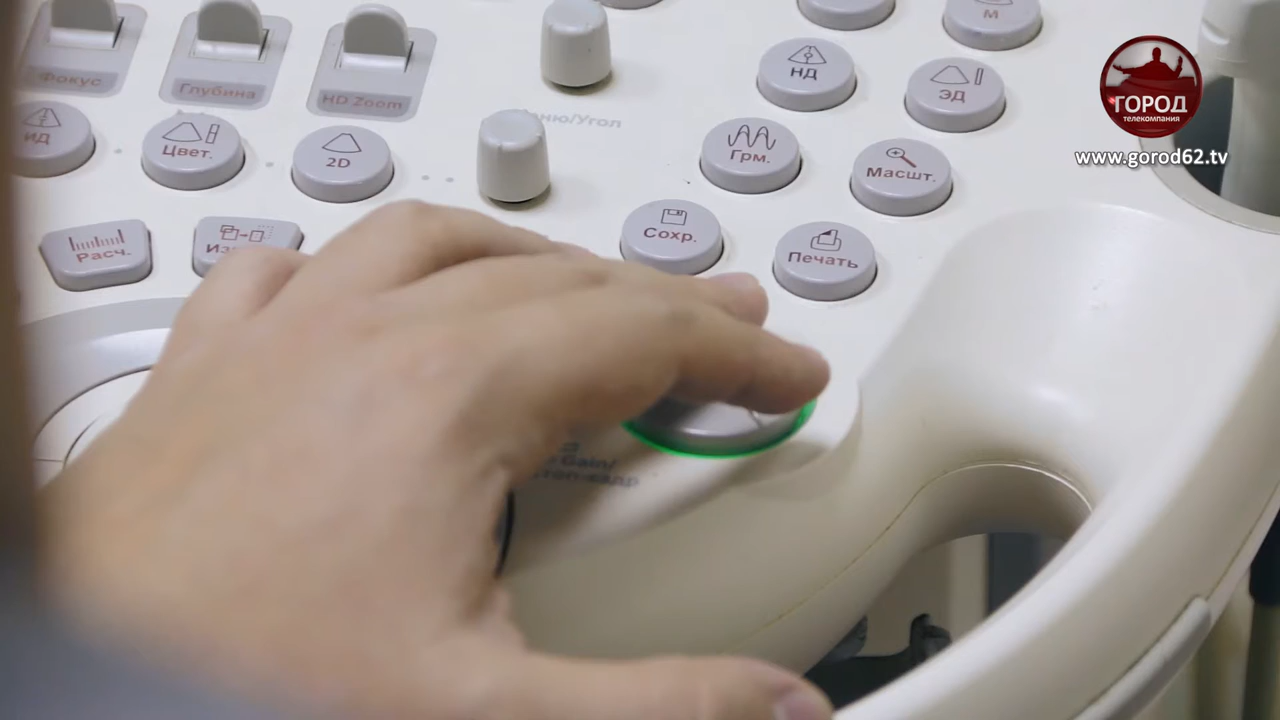 М
НД
ЭД
ГОРОД
телекомпания
www.gorod62.tv
Фокус
Глубина
HD Zoom
ИД
Цвет.
2D
Грм.
Масшт.
Сохр.
Печать
Расч.
Gain/